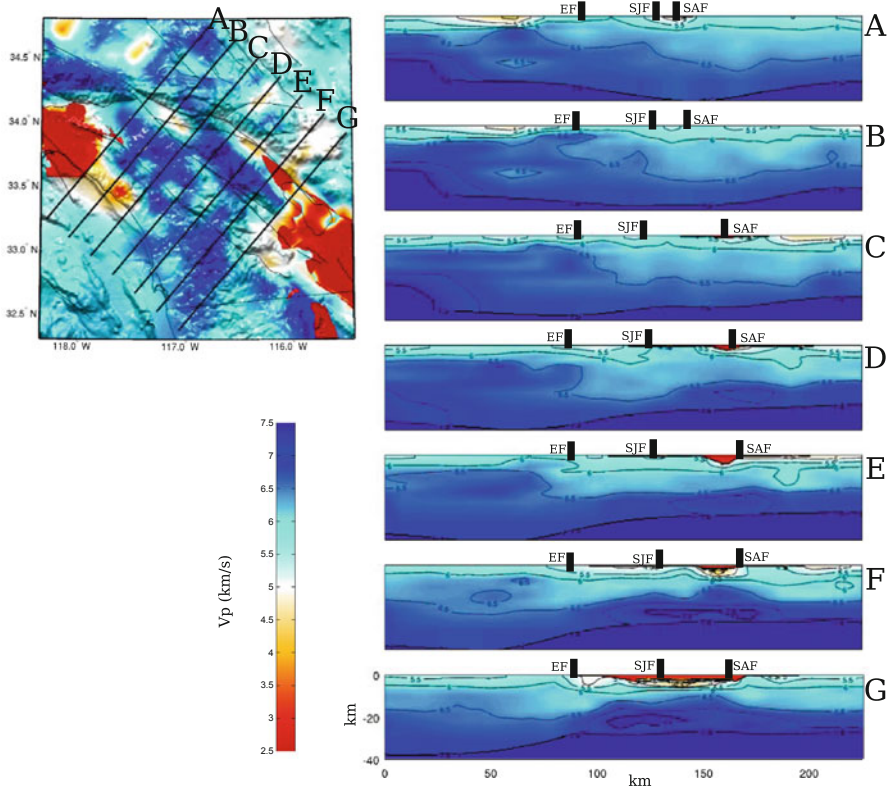 A
B
C
D
E
F
G
34.5° N
34.0° N
33.5° N
33.0° N
32.5° N
118.0 W
117.0 W
116.0 W
EF SJF SAF A
EF SJF SAF B
EF SJF SAF C
EF SJF SAF D
EF SJF SAF E
EF SJF SAF F
EF SJF SAF G
7.5
7
6.5
6
5.5
5
4.5
4
3.5
3
2.5
Vp (km/s)
0
-20
-40
km
0 50 100 150 200
km